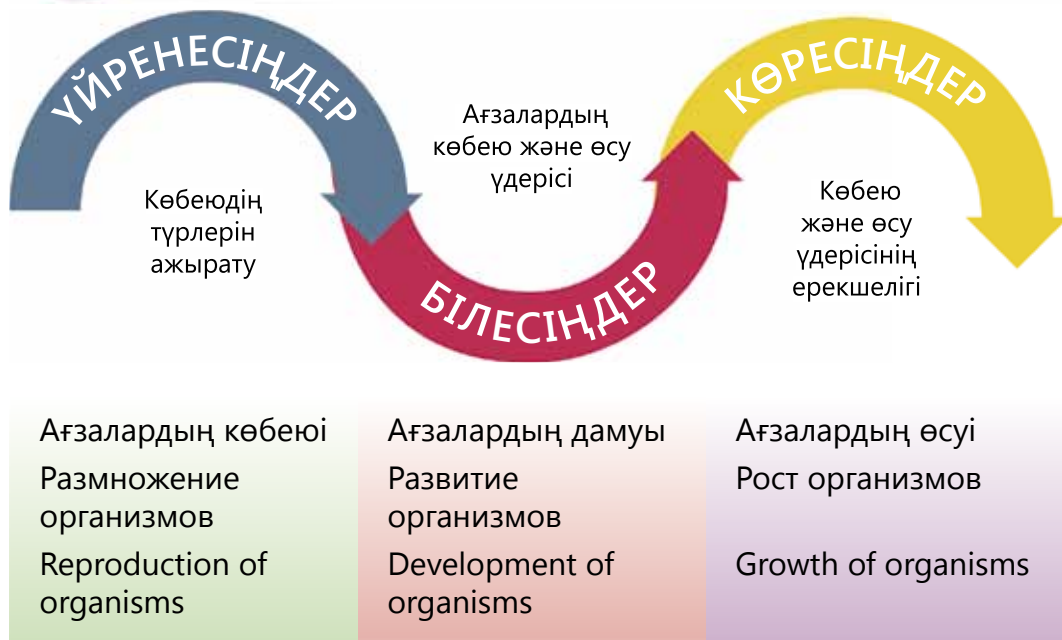 ҮЙРЕНЕСІҢДЕР
Көбеюдің
түрлерін
ажырату
Ағзалардың
көбею және өсу
үдерісі
БІЛЕСІҢДЕР
КӨРЕСІҢДЕР
Көбею
және өсу
үдерісінің
ерекшелігі
Ағзалардың көбеюі
Размножение
организмов
Reproduction of
organisms
Ағзалардың дамуы
Развитие
организмов
Development of
organisms
Ағзалардың өсуі
Рост организмов
Growth of organisms